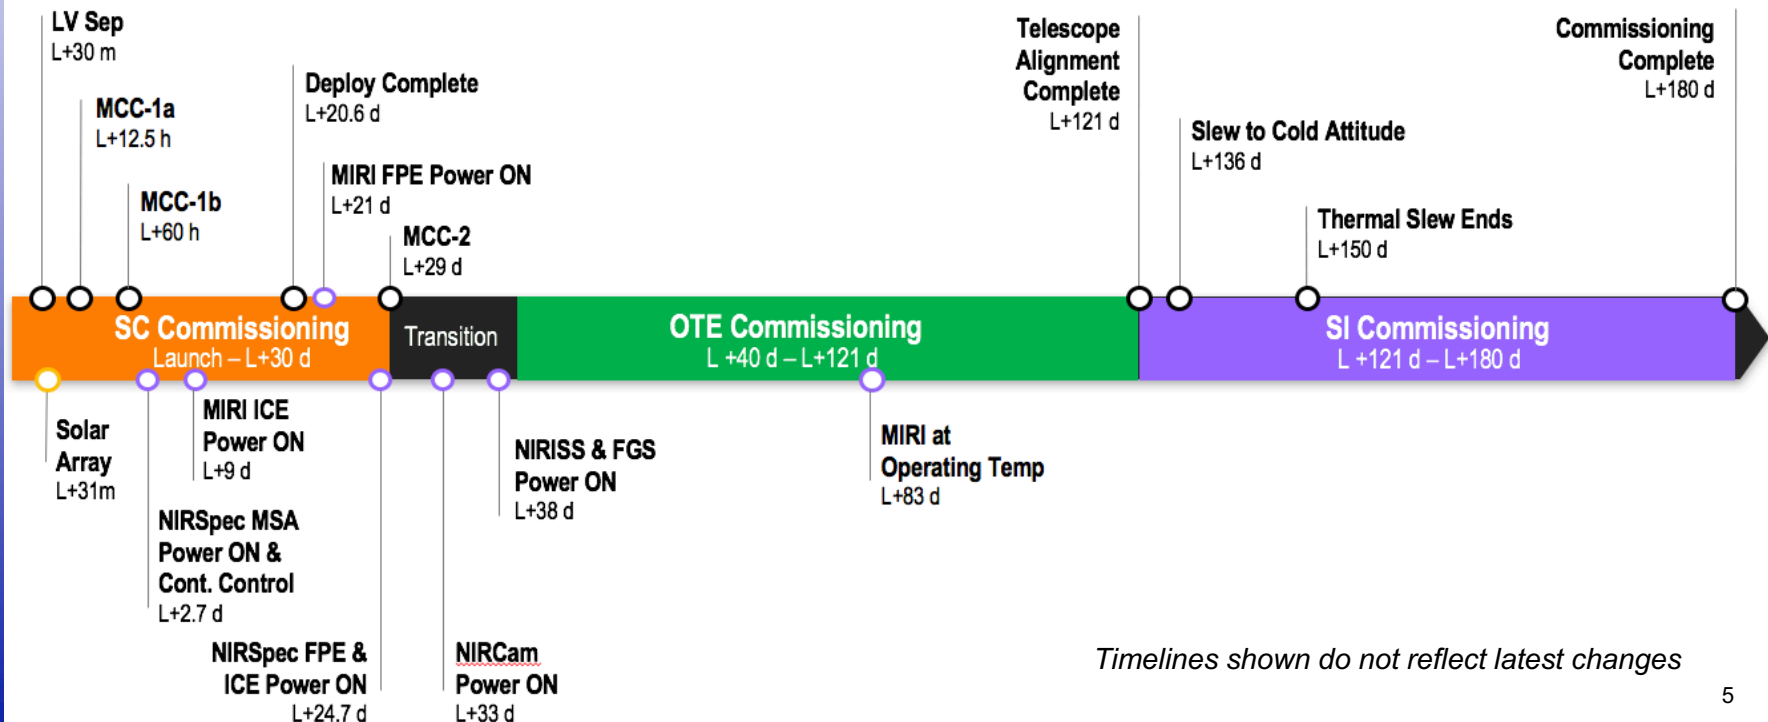 LV Sep
L+30 m
MCC-1a
L+12.5 h
MCC-1b
L+60 h
Deploy Complete
L+20.6 d
MIRI FPE Power ON
L+21 d
MCC-2
L+29 d
Telescope
Alignment
Complete
L+121 d
Slew to Cold Attitude
L+136 d
Thermal Slew Ends
L+150 d
Commissioning
Complete
L+180 d
SC Commissioning
Launch – L+30 d
Transition
OTE Commissioning
L +40 d – L+121 d
SI Commissioning
L +121 d – L+180 d
Solar
Array
L+31m
NIRSpec MSA
Power ON &
Cont. Control
L+2.7 d
MIRI ICE
Power ON
L+9 d
NIRSpec FPE &
ICE Power ON
L+24.7 d
NIRCam
Power ON
L+33 d
NIRISS & FGS
Power ON
L+38 d
MIRI at
Operating Temp
L+83 d
Timelines shown do not reflect latest changes
5